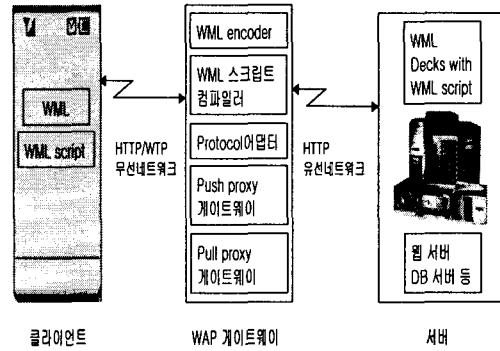 WML
WML script
HTTP/WTP
무선네트워크
WML encoder
WML 스크립트
컴파일러
Protocol어댑터
Push proxy
게이트웨이
Pull proxy
게이트웨이
HTTP
유선네트워크
WML
Decks with
WML script
웹 서버
DB 서버 등
클라이언트
WAP 게이트웨이
서버